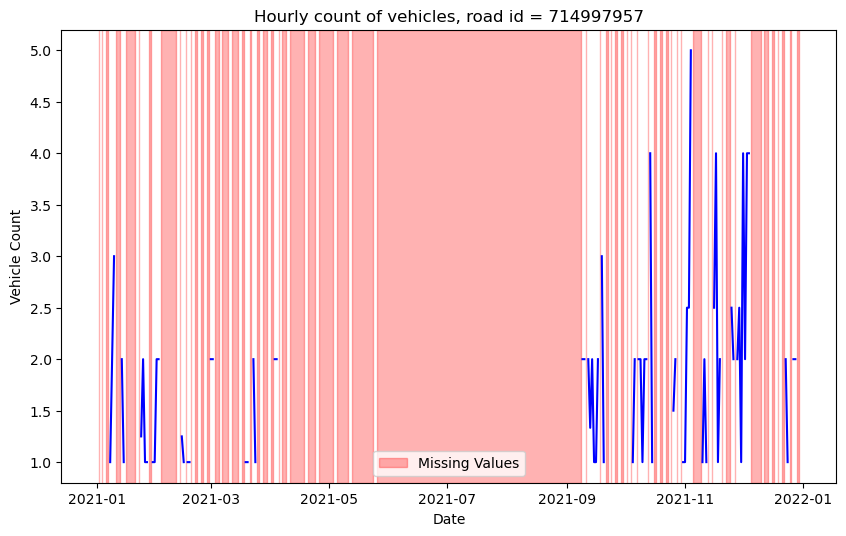 Hourly count of vehicles, road id = 714997957
Vehicle Count
5.0
4.5
4.0
3.5
3.0
2.5
2.0
1.5
1.0
Missing Values
2021-01 2021-03 2021-05 2021-07 2021-09 2021-11 2022-01
Date